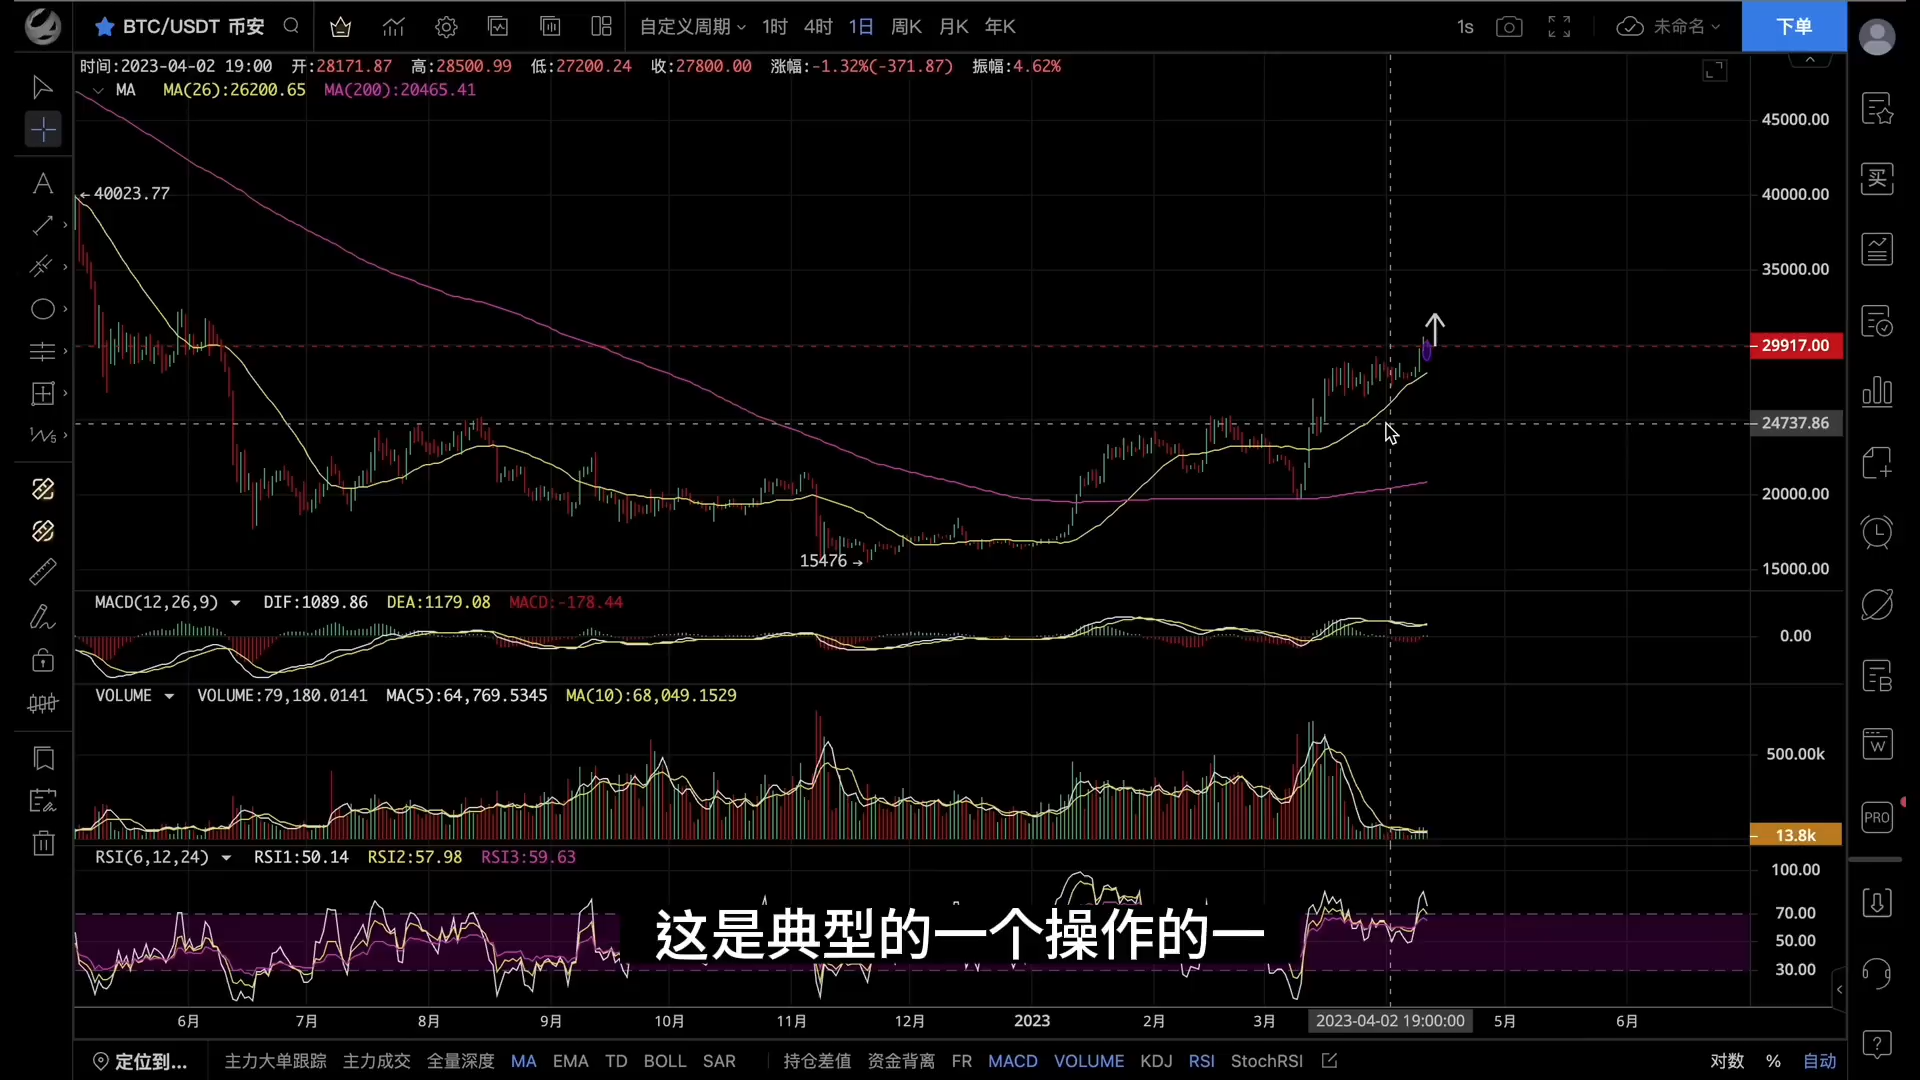 BTC/USDT 币安 自定义周期 1时 4时 1日 周K 月K 年K 1s 未命名 下单
时间:2023-04-02 19:00 开:28171.87 高:28500.99 低:27200.24 收:27800.00 涨幅:-1.32%(-371.87) 振幅:4.62%
MA MA(26):26200.65 MA(200):20465.41
45000.00
40023.77
40000.00
35000.00
29917.00
24737.86
20000.00
15476
15000.00
MACD(12,26,9) DIF:1089.86 DEA:1179.08 MACD:-178.44
0.00
VOLUME VOLUME:79,180.0141 MA(5):64,769.5345 MA(10):68,049.1529
500.00k
13.8k
RSI(6,12,24) RSI1:50.14 RSI2:57.98 RSI3:59.63
100.00
70.00
50.00
30.00
这是典型的一个操作的一
6月 7月 8月 9月 10月 11月 12月 2023 2月 3月 2023-04-02 19:00:00 5月 6月
定位到... 主力大单跟踪 主力成交 全量深度 MA EMA TD BOLL SAR 持仓差值 资金背离 FR MACD VOLUME KDJ RSI StochRSI 对数 % 自动
买
B
W
PRO